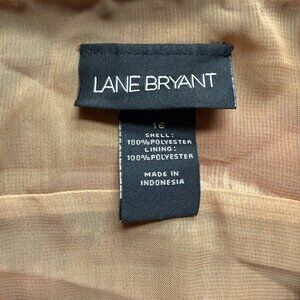 LANE BRYANT
16
SHELL:
100%POLYESTER
LINING:
100%POLYESTER
MADE IN
INDONESIA